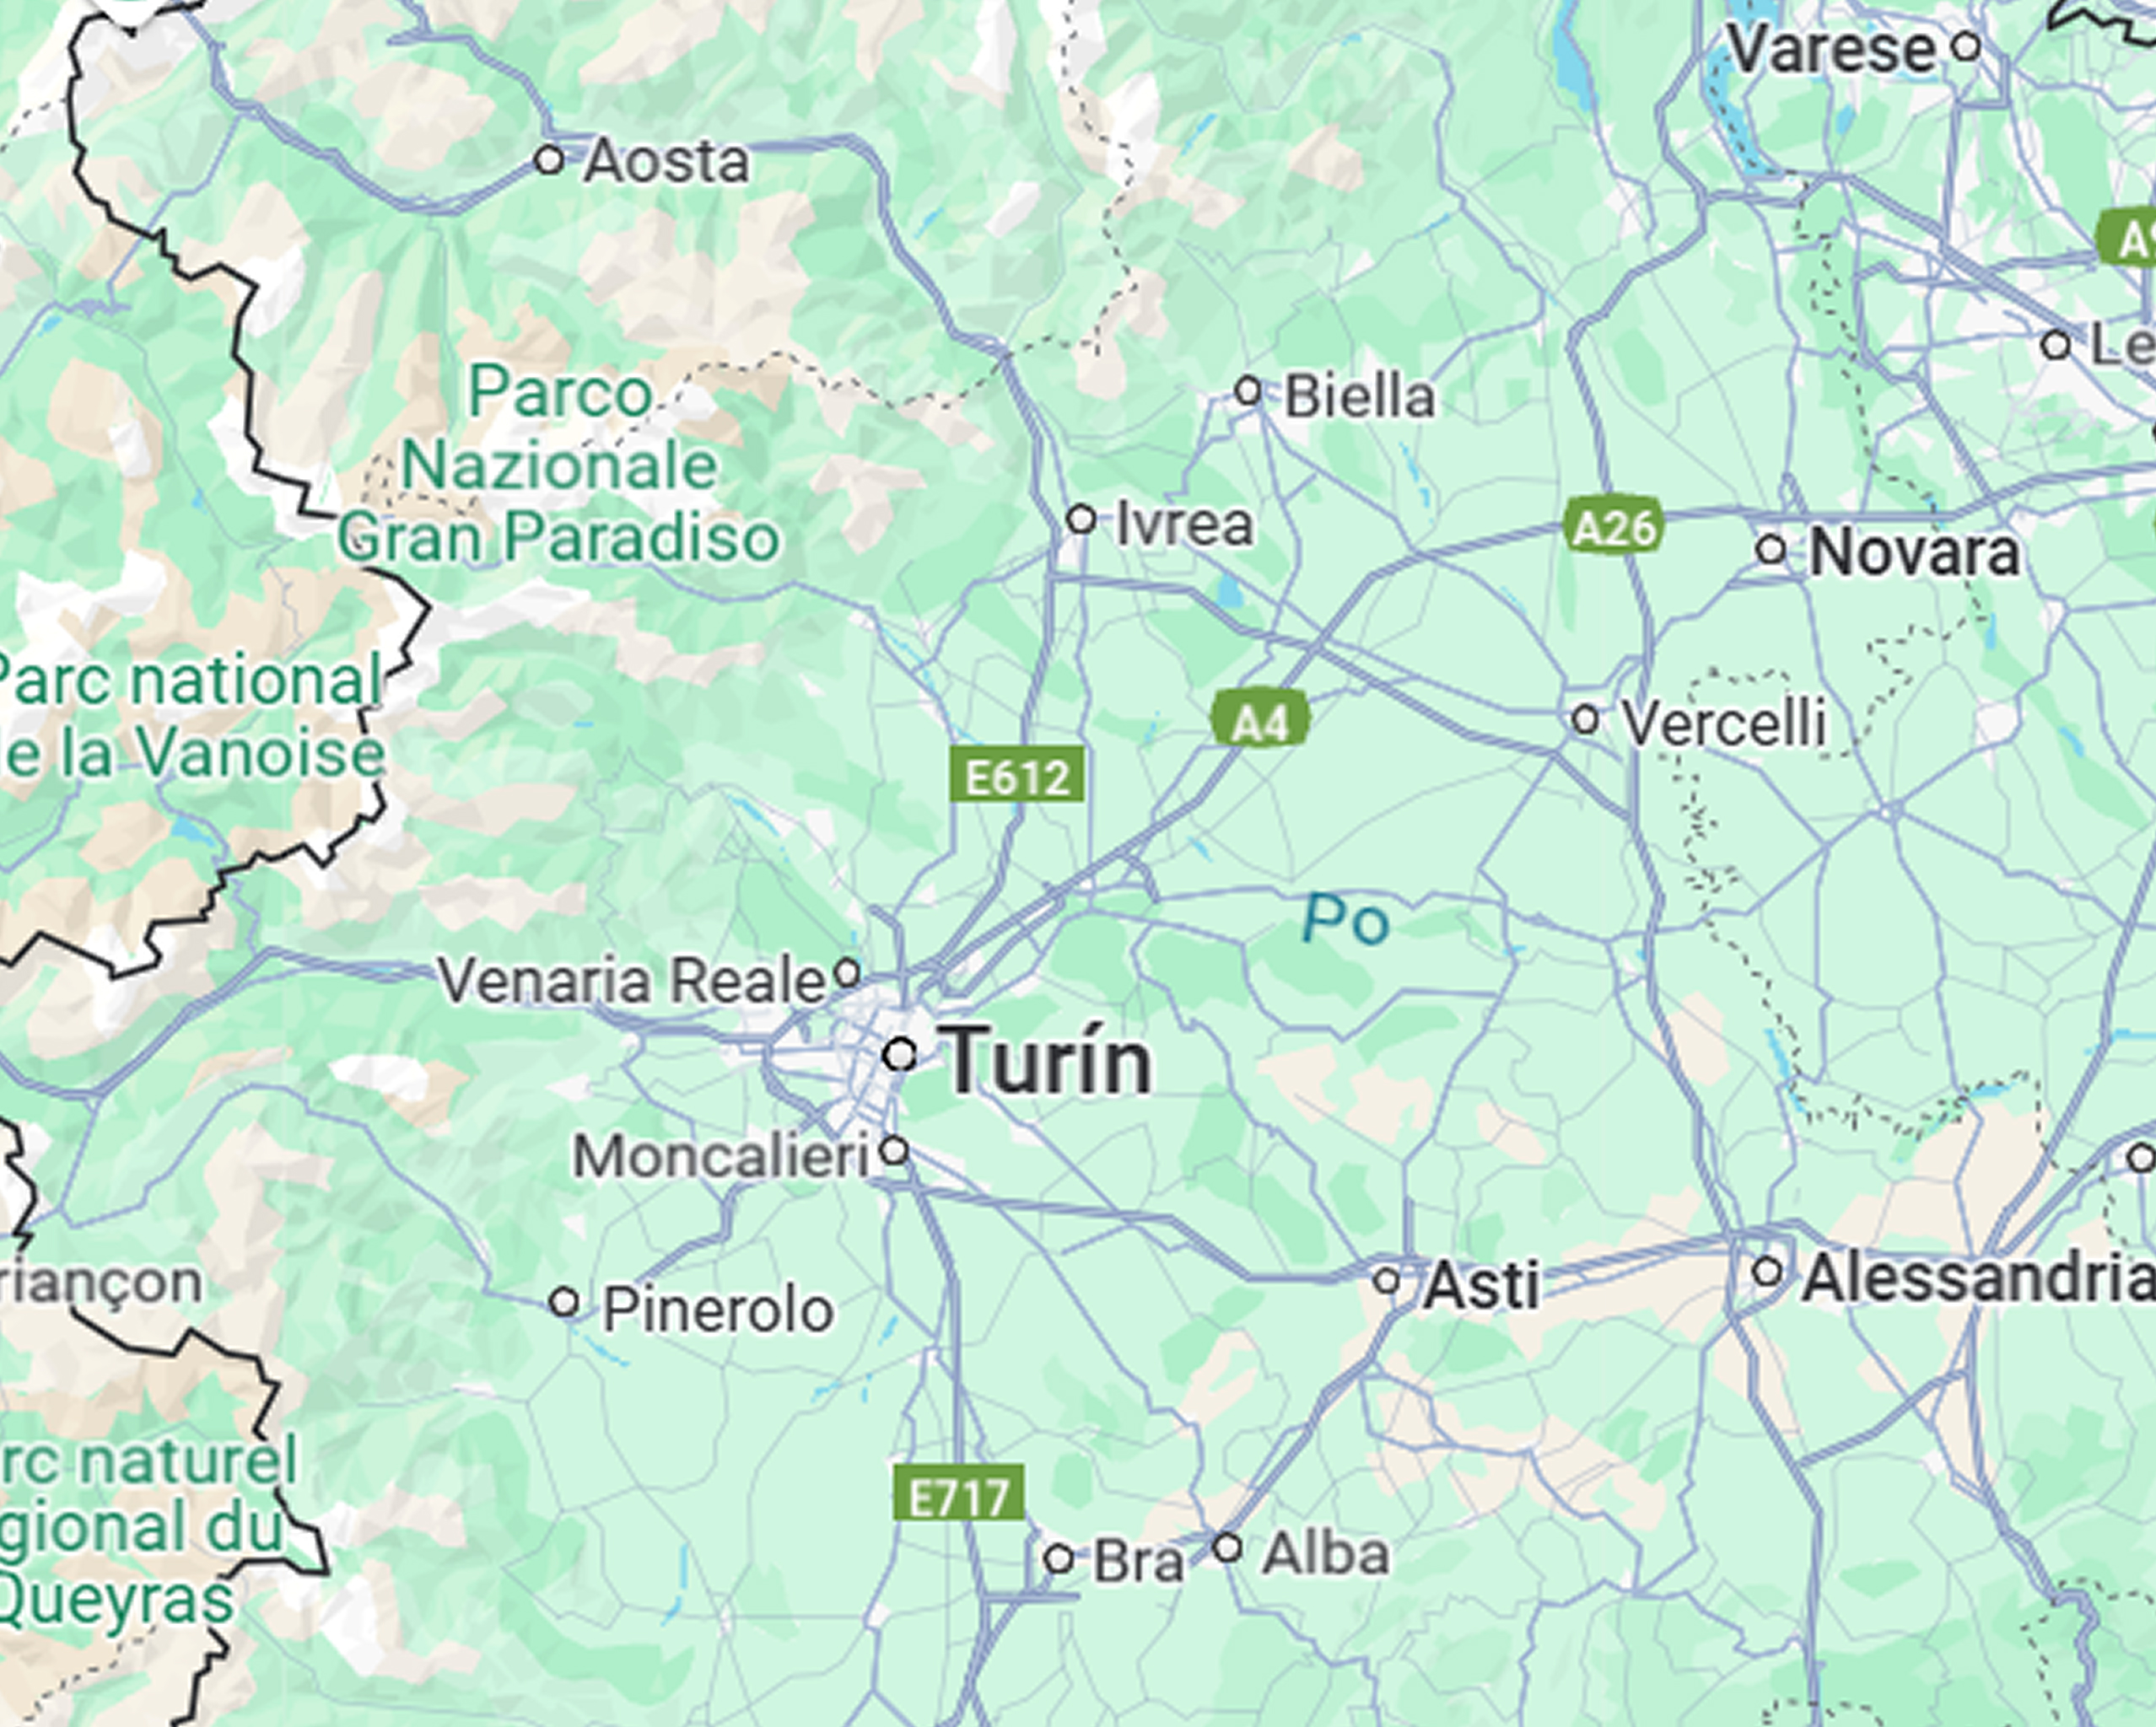 Varese
Aosta
A9
Le
Parco
Nazionale
Gran Paradiso
Biella
Ivrea
A26
Novara
Parc national
e la Vanoise
A4
Vercelli
E612
Po
Venaria Reale
Turín
Moncalieri
riançon
Pinerolo
Asti
Alessandria
rc naturel
gional du
Queyras
E717
Bra
Alba